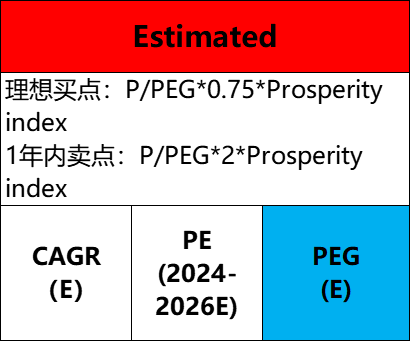 Estimated
理想买点：P/PEG*0.75*Prosperity
index
1年内卖点：P/PEG*2*Prosperity
index
CAGR
(E)
PE
(2024-
2026E)
PEG
(E)